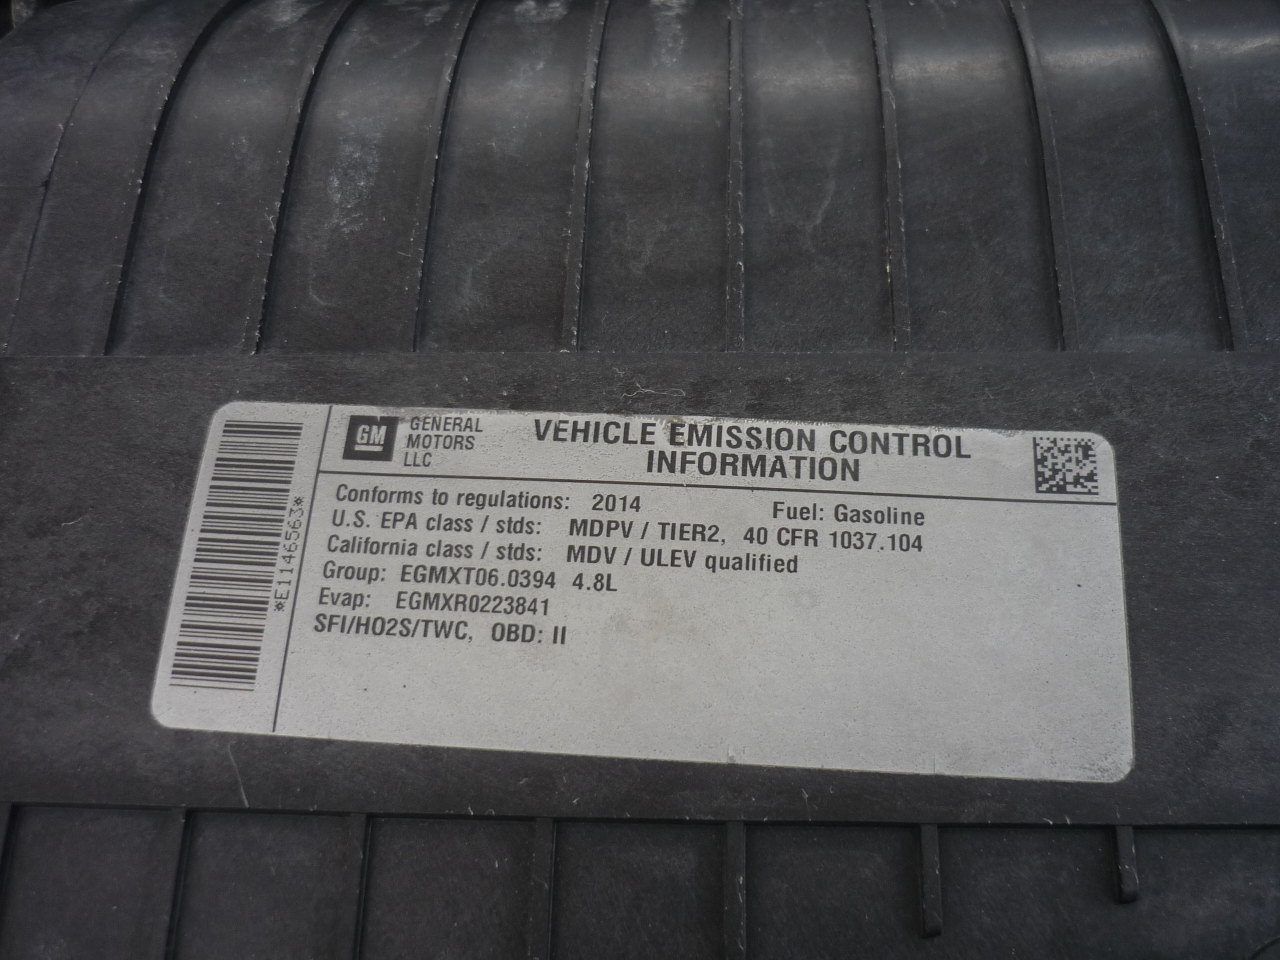 *E1146563*
GM
GENERAL
MOTORS
LLC
VEHICLE EMISSION CONTROL
INFORMATION
Conforms to regulations: 2014 Fuel: Gasoline
U.S. EPA class / stds: MDPV / TIER2, 40 CFR 1037.104
California class / stds: MDV / ULEV qualified
Group: EGMXT06.0394 4.8L
Evap: EGMXR0223841
SFI/HO2S/TWC, OBD: II